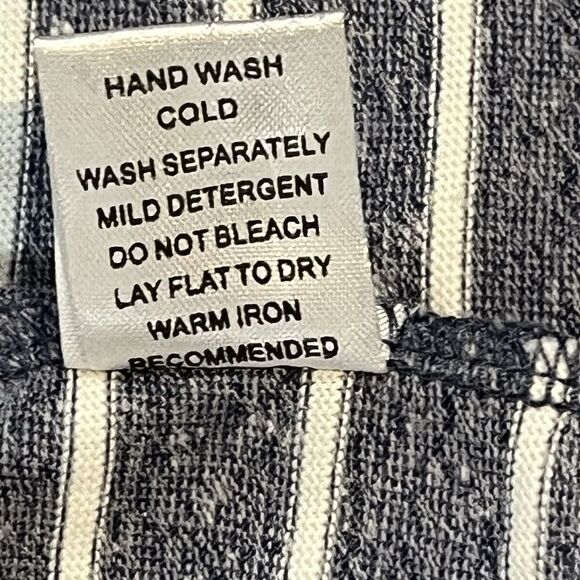 HAND WASH
COLD
WASH SEPARATELY
MILD DETERGENT
DO NOT BLEACH
LAY FLAT TO DRY
WARM IRON
RECOMMENDED